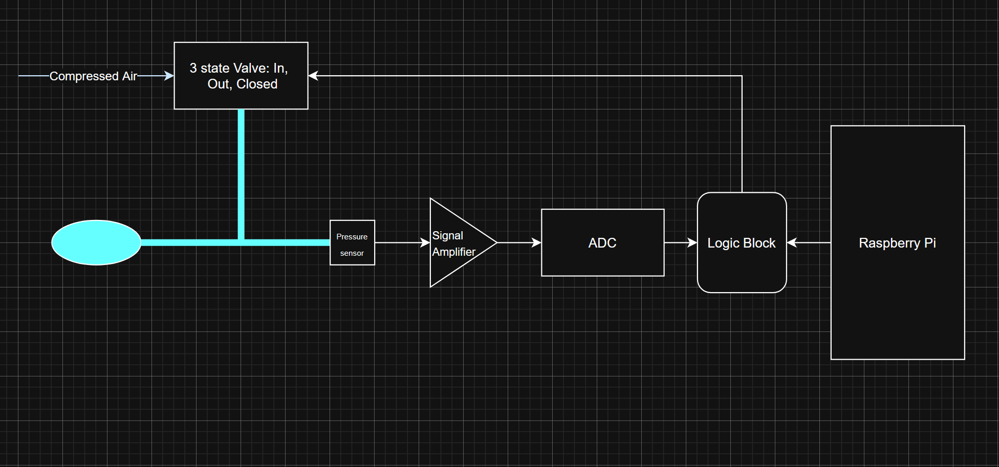 3 state Valve: In,
Out, Closed
Compressed Air
Pressure
sensor
Signal
Amplifier
ADC
Logic Block
Raspberry Pi